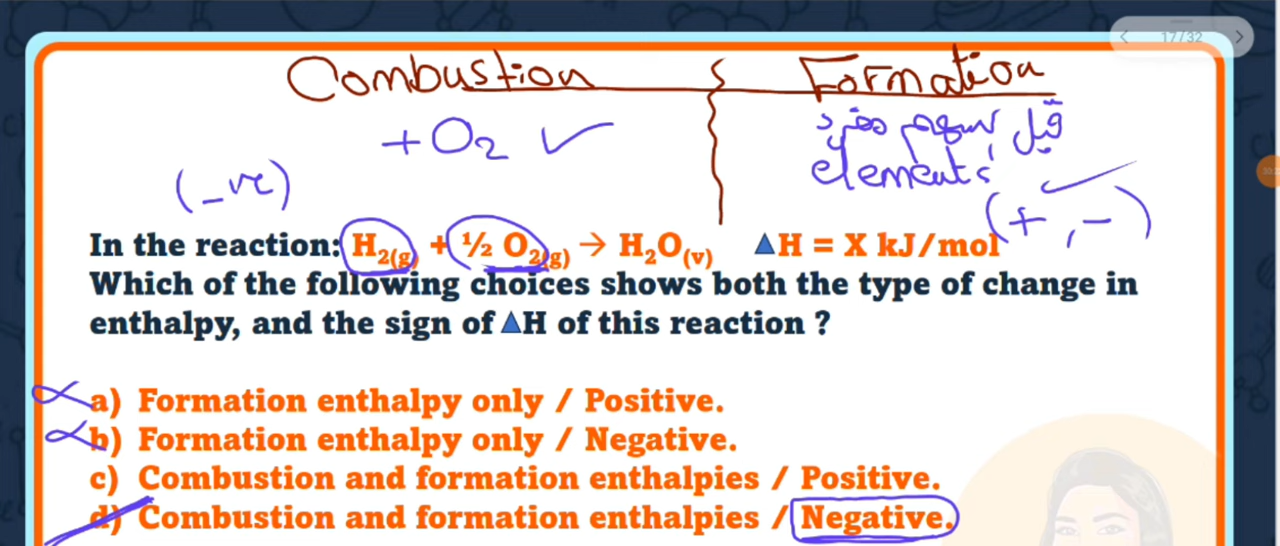 17/32
Combustion Formation
+O₂ ✓ قبل السهم مفرد
elements ✓
(-ve) (+, -)
In the reaction: H₂(g) + ½ O₂(g) → H₂O(v) ▲H = X kJ/mol
Which of the following choices shows both the type of change in
enthalpy, and the sign of ▲H of this reaction ?
a) Formation enthalpy only / Positive.
b) Formation enthalpy only / Negative.
c) Combustion and formation enthalpies / Positive.
d) Combustion and formation enthalpies / Negative.